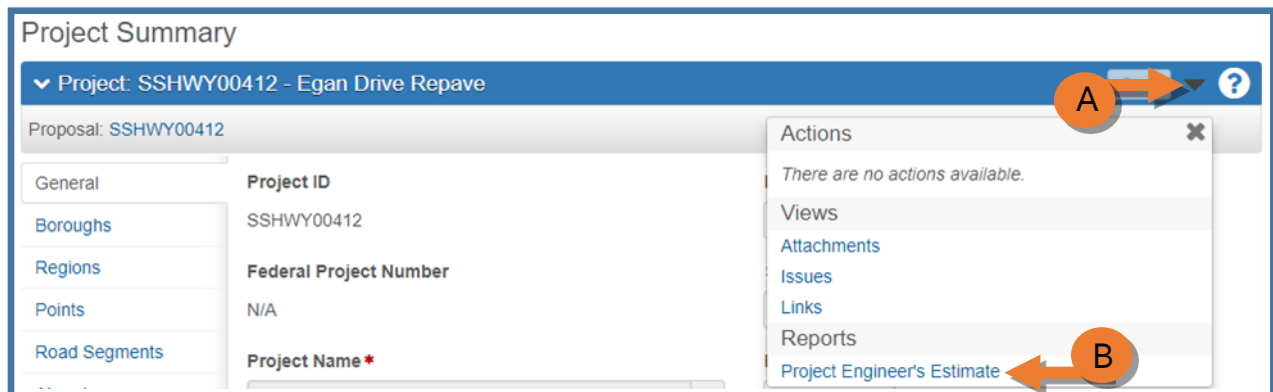 Project Summary
Project: SSHWY00412 - Egan Drive Repave
?
A
Proposal: SSHWY00412
Actions
There are no actions available.
Views
Attachments
Issues
Links
Reports
Project Engineer's Estimate
B
General
Boroughs
Regions
Points
Road Segments
Project ID
SSHWY00412
Federal Project Number
N/A
Project Name*